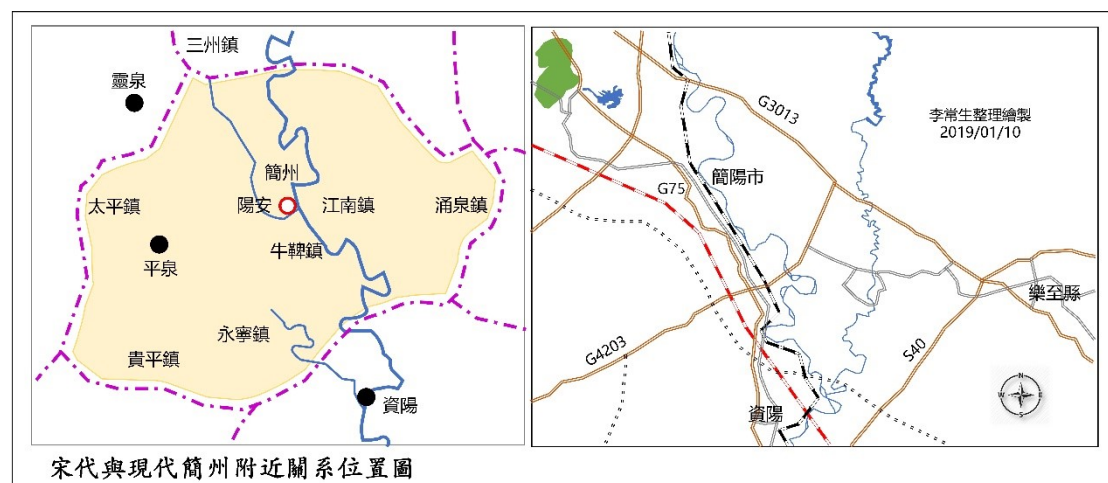 三州鎮
靈泉
簡州
太平鎮
陽安
江南鎮
涌泉鎮
平泉
牛鞞鎮
永寧鎮
貴平鎮
資陽
G3013
李常生整理繪製
2019/01/10
簡陽市
G75
樂至縣
G4203
S40
N
W
E
S
資陽
宋代與現代簡州附近關系位置圖